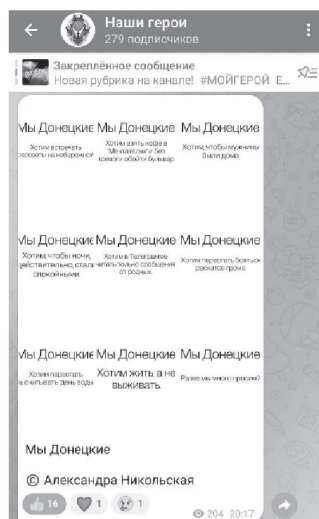 Наши герои
279 подписчиков
Закреплённое сообщение
Новая рубрика на канале! #МОЙГЕРОЙ Е...
Мы Донецкие
Хотим встречать
рассветы на набережной
Мы Донецкие
Хотим взять кофе в
"Мечтателях" и без
тревоги обойти бульвар
Мы Донецкие
Хотим, чтобы мужчины
были дома
Мы Донецкие
Хотим, чтобы ночи,
действительно, стали
спокойными
Мы Донецкие
Хотим в Телеграмме
читать только сообщения
от родных.
Мы Донецкие
Хотим перестать бояться
раскатов грома
Мы Донецкие
Хотим перестать
высчитывать "день воды"
Мы Донецкие
Хотим жить, а не
выживать.
Мы Донецкие
Разве мы много просим?
Мы Донецкие
© Александра Никольская
16 1 1
204 20:17